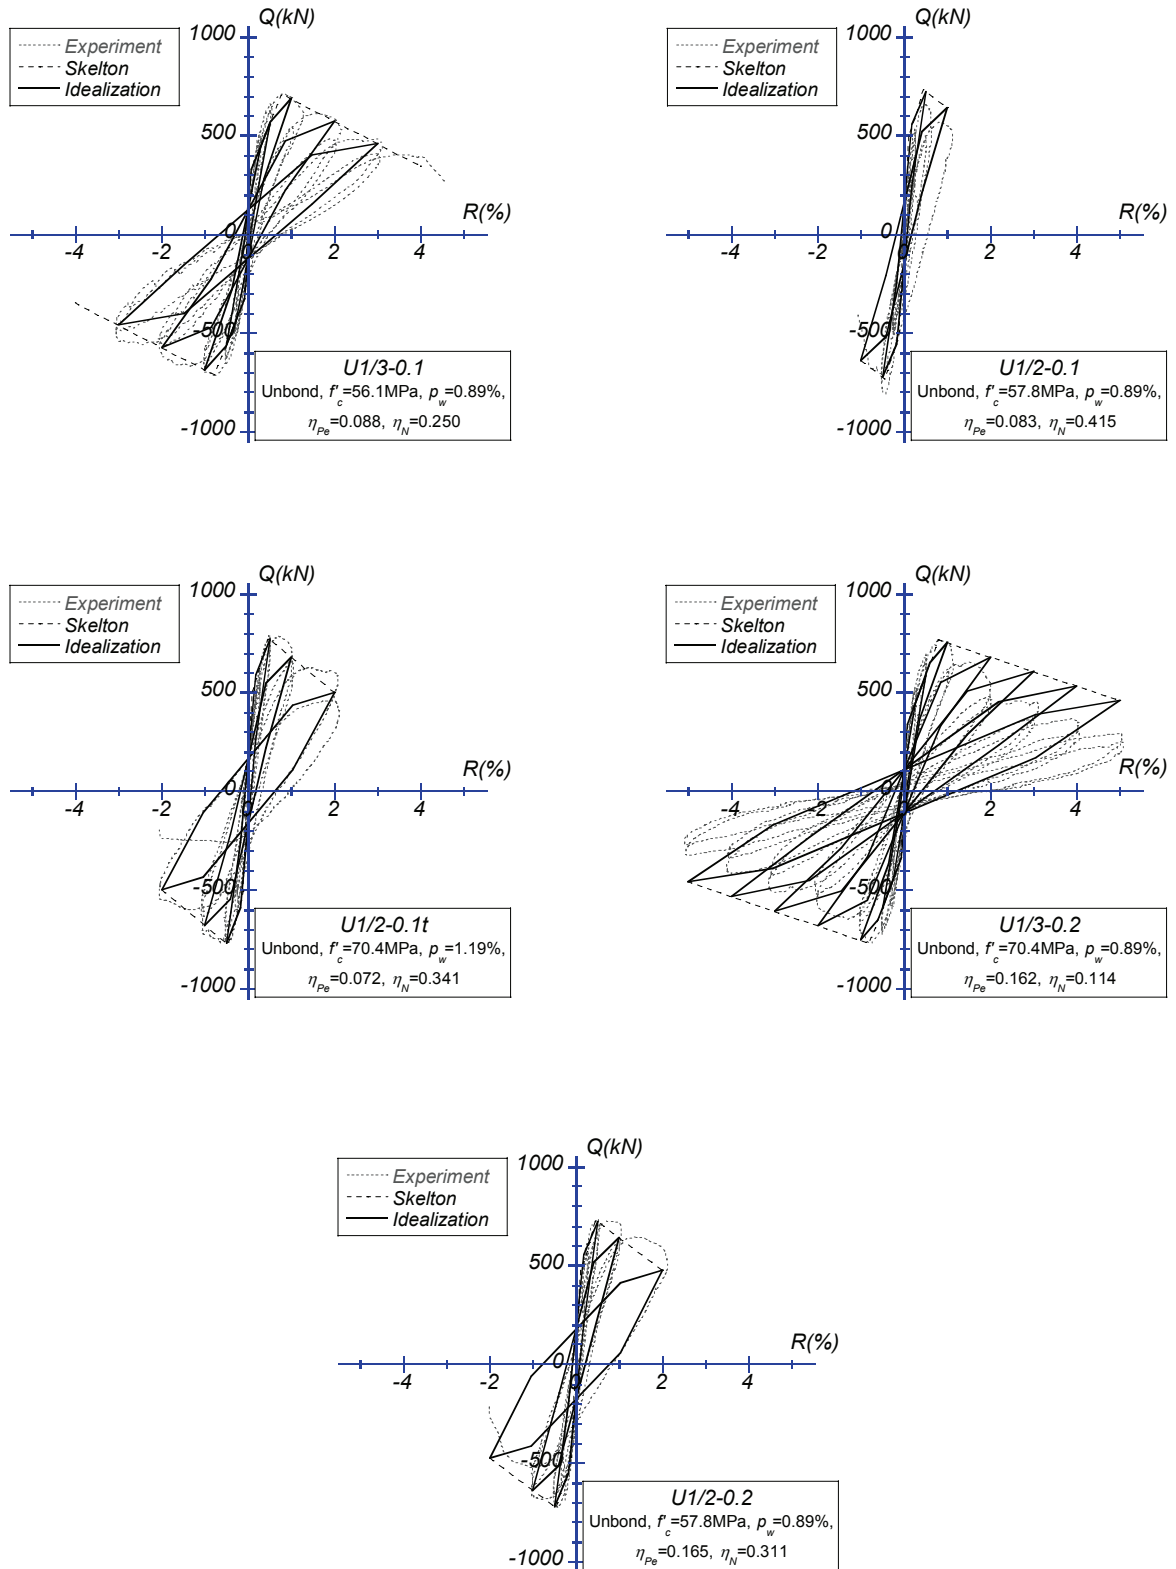 Q(kN)
1000
Experiment
Skelton
Idealization
500
R(%)
0
-4
-2
0
2
4
-500
U1/3-0.1
Unbond, f'c=56.1MPa, pw=0.89%,
ηPe=0.088, ηN=0.250
-1000
Q(kN)
1000
Experiment
Skelton
Idealization
500
R(%)
0
-4
-2
0
2
4
-500
U1/2-0.1
Unbond, f'c=57.8MPa, pw=0.89%,
ηPe=0.083, ηN=0.415
-1000
Q(kN)
1000
Experiment
Skelton
Idealization
500
R(%)
0
-4
-2
0
2
4
-500
U1/2-0.1t
Unbond, f'c=70.4MPa, pw=1.19%,
ηPe=0.072, ηN=0.341
-1000
Q(kN)
1000
Experiment
Skelton
Idealization
500
R(%)
0
-4
-2
0
2
4
-500
U1/3-0.2
Unbond, f'c=70.4MPa, pw=0.89%,
ηPe=0.162, ηN=0.114
-1000
Q(kN)
1000
Experiment
Skelton
Idealization
500
R(%)
0
-4
-2
0
2
4
-500
U1/2-0.2
Unbond, f'c=57.8MPa, pw=0.89%,
ηPe=0.165, ηN=0.311
-1000